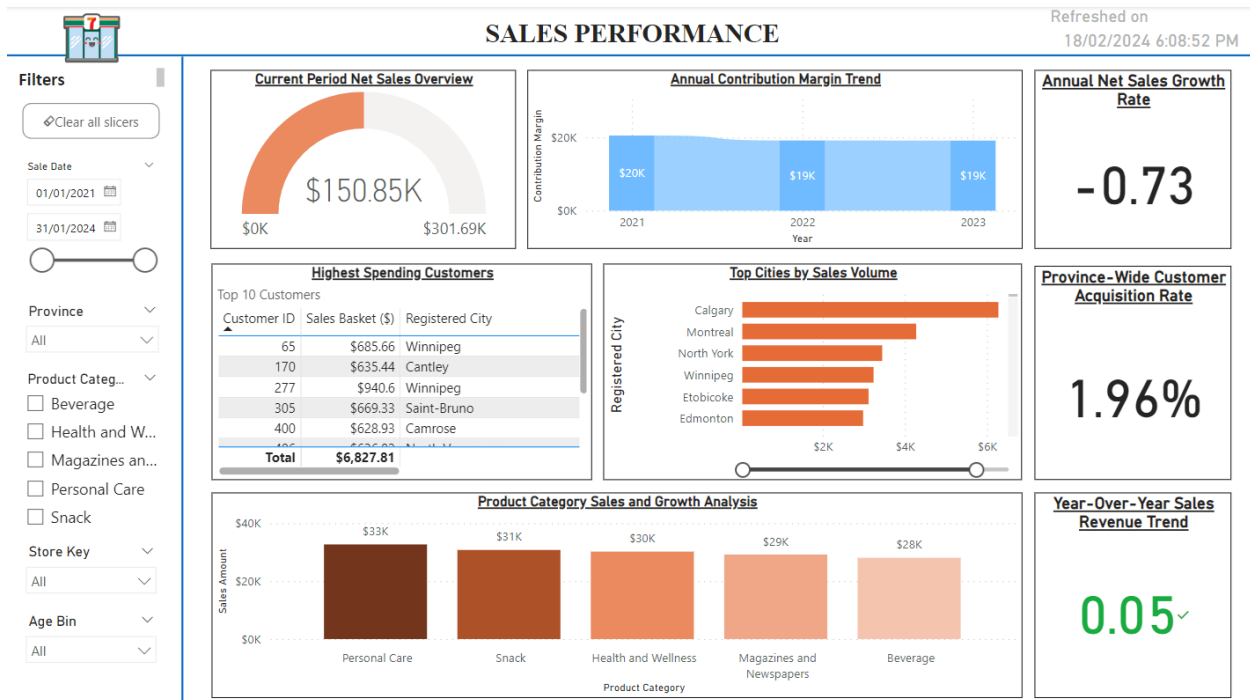 7
SALES PERFORMANCE
Refreshed on
18/02/2024 6:08:52 PM
Filters
Clear all slicers
Sale Date
01/01/2021
31/01/2024
Province
All
Product Categ...
Beverage
Health and W...
Magazines an...
Personal Care
Snack
Store Key
All
Age Bin
All
Current Period Net Sales Overview
$150.85K
$0K
$301.69K
Annual Contribution Margin Trend
Contribution Margin
$20K
$0K
$20K
$19K
$19K
2021
2022
2023
Year
Annual Net Sales Growth
Rate
-0.73
Highest Spending Customers
Top 10 Customers
Customer ID Sales Basket ($) Registered City
65 $685.66 Winnipeg
170 $635.44 Cantley
277 $940.6 Winnipeg
305 $669.33 Saint-Bruno
400 $628.93 Camrose
Total $6,827.81
Top Cities by Sales Volume
Registered City
Calgary
Montreal
North York
Winnipeg
Etobicoke
Edmonton
$2K
$4K
$6K
Province-Wide Customer
Acquisition Rate
1.96%
Product Category Sales and Growth Analysis
Sales Amount
$40K
$20K
$0K
$33K
$31K
$30K
$29K
$28K
Personal Care
Snack
Health and Wellness
Magazines and
Newspapers
Beverage
Product Category
Year-Over-Year Sales
Revenue Trend
0.05